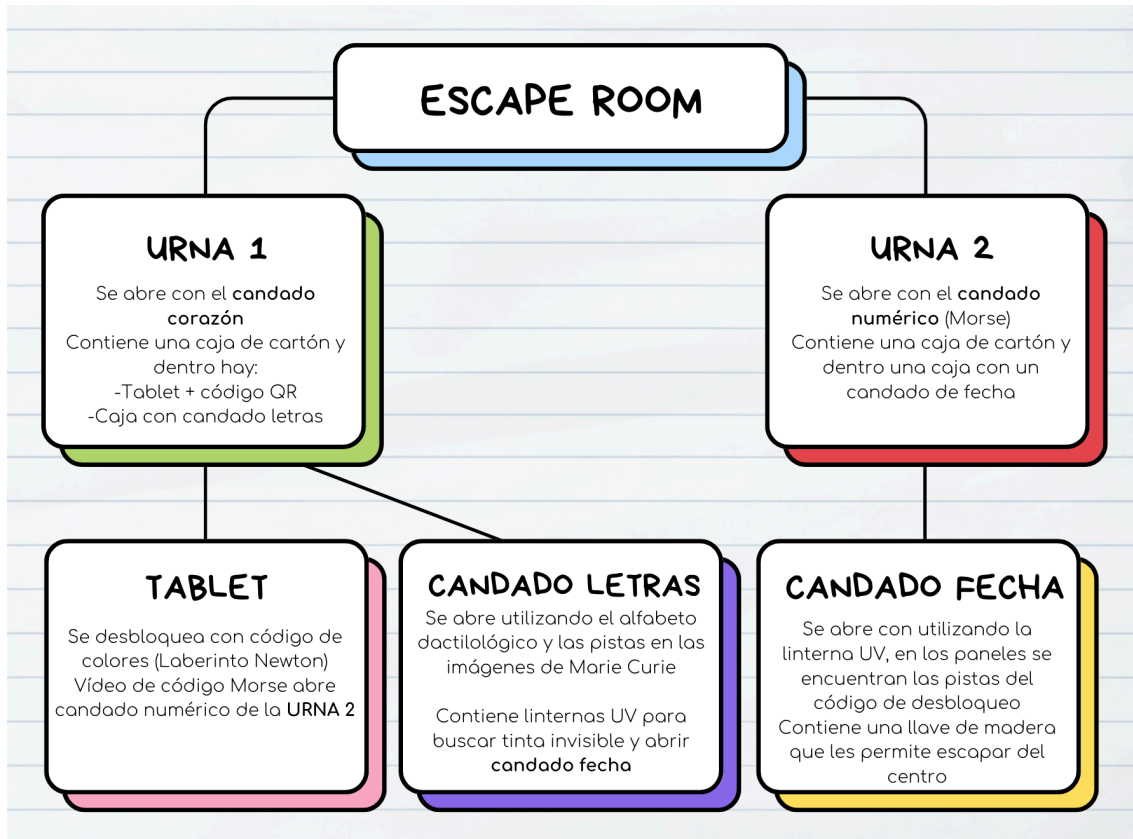 ESCAPE ROOM
URNA 1
Se abre con el candado
corazón
Contiene una caja de cartón y
dentro hay:
-Tablet + código QR
-Caja con candado letras
URNA 2
Se abre con el candado
numérico (Morse)
Contiene una caja de cartón y
dentro una caja con un
candado de fecha
TABLET
Se desbloquea con código de
colores (Laberinto Newton)
Vídeo de código Morse abre
candado numérico de la URNA 2
CANDADO LETRAS
Se abre utilizando el alfabeto
dactilológico y las pistas en las
imágenes de Marie Curie
Contiene linternas UV para
buscar tinta invisible y abrir
candado fecha
CANDADO FECHA
Se abre con utilizando la
linterna UV, en los paneles se
encuentran las pistas del
código de desbloqueo
Contiene una llave de madera
que les permite escapar del
centro